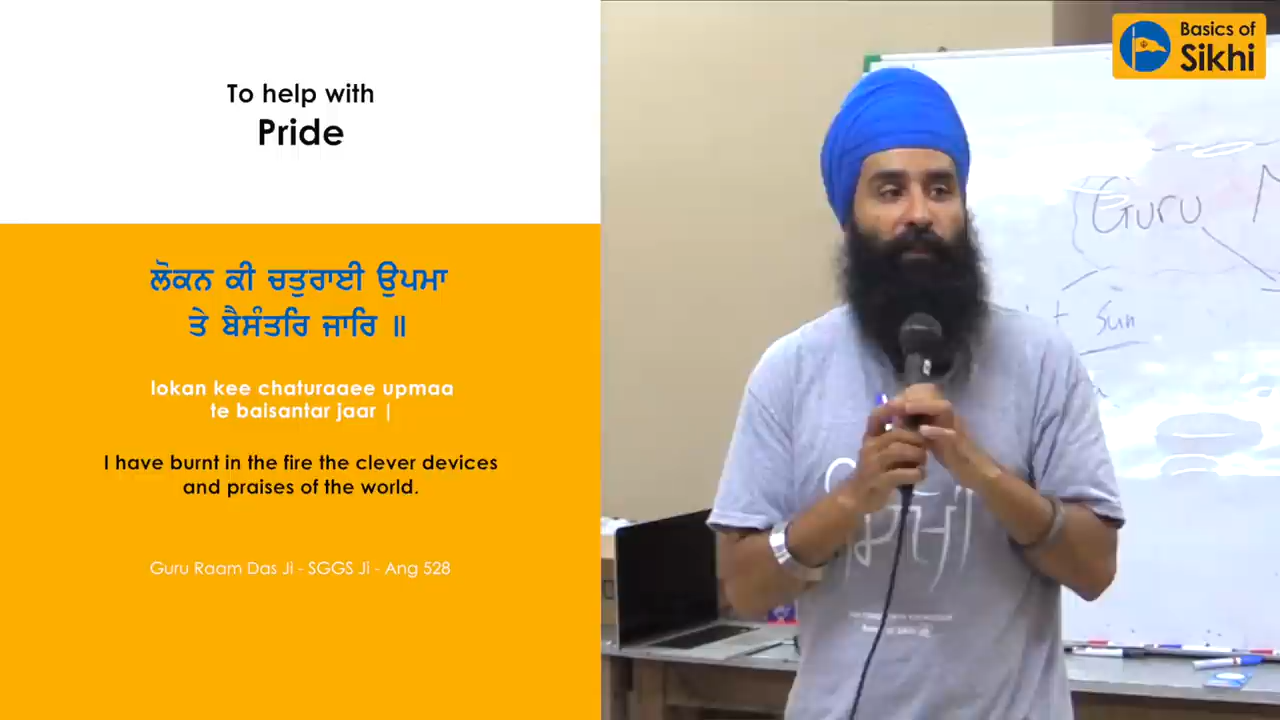 To help with
Pride
ਲੋਕਨ ਕੀ ਚਤੁਰਾਈ ਉਪਮਾ
ਤੇ ਬੈਸੰਤਰਿ ਜਾਰਿ ॥
lokan kee chaturaaee upmaa
te baisantar jaar |
I have burnt in the fire the clever devices
and praises of the world.
Guru Raam Das Ji - SGGS Ji - Ang 528
Basics of
Sikhi
Guru
Sun